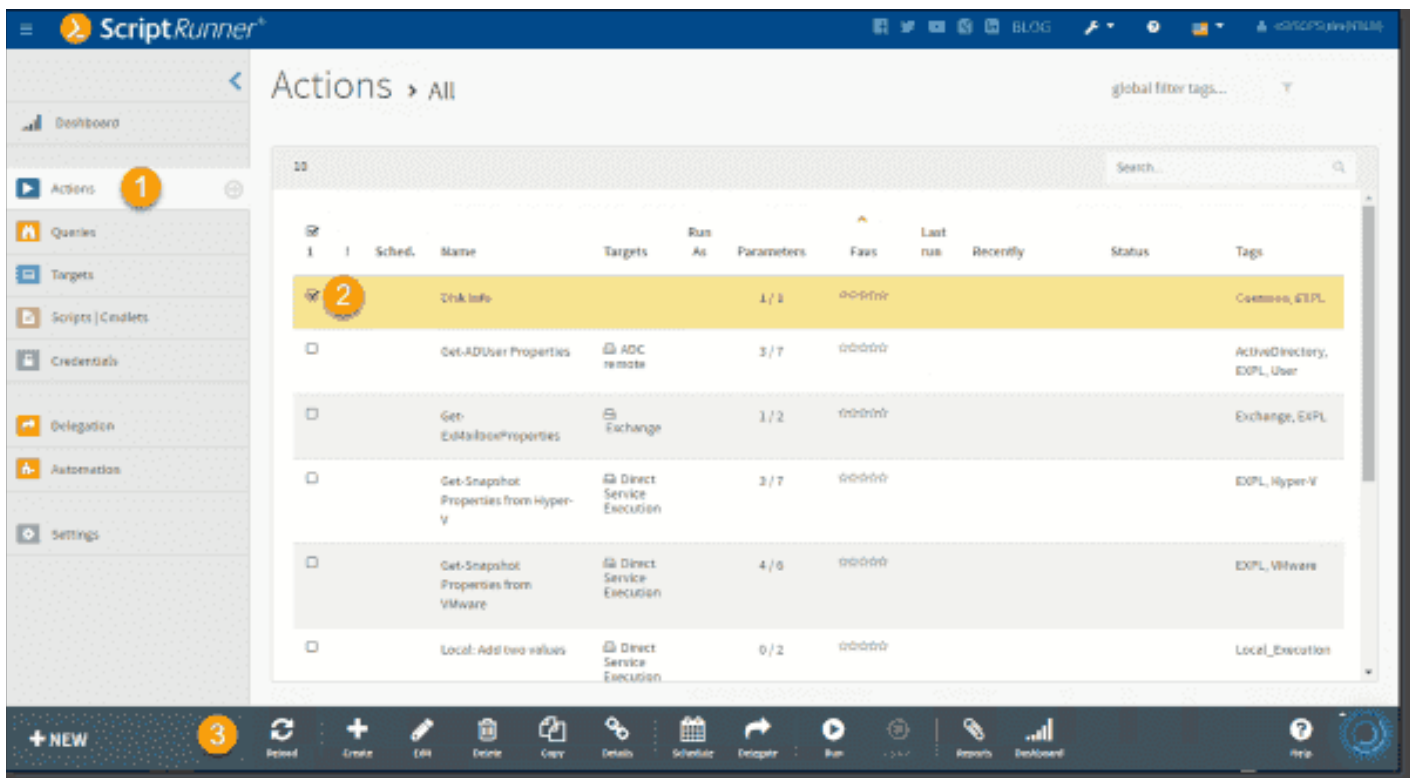 ScriptRunner®
BLOG
Actions › All
global filter tags...
Dashboard
Actions
1
Queries
Targets
Scripts | Cmdlets
Credentials
Delegation
Automation
Settings
10
Search...
1 ! Sched. Name Targets Run As Parameters Favs Last run Recently Status Tags
2
Disk Info 1 / 1 Common, EXPL
Get-ADUser Properties ADC remote 3 / 7 ActiveDirectory, EXPL, User
Get-ExMailboxProperties Exchange 1 / 2 Exchange, EXPL
Get-Snapshot Properties from Hyper-V Direct Service Execution 3 / 7 EXPL, Hyper-V
Get-Snapshot Properties from VMware Direct Service Execution 4 / 6 EXPL, VMware
Local: Add two values Direct Service Execution 0 / 2 Local_Execution
+ NEW
3
Reload Create Edit Delete Copy Details Schedule Delegate Run Reports Dashboard Help